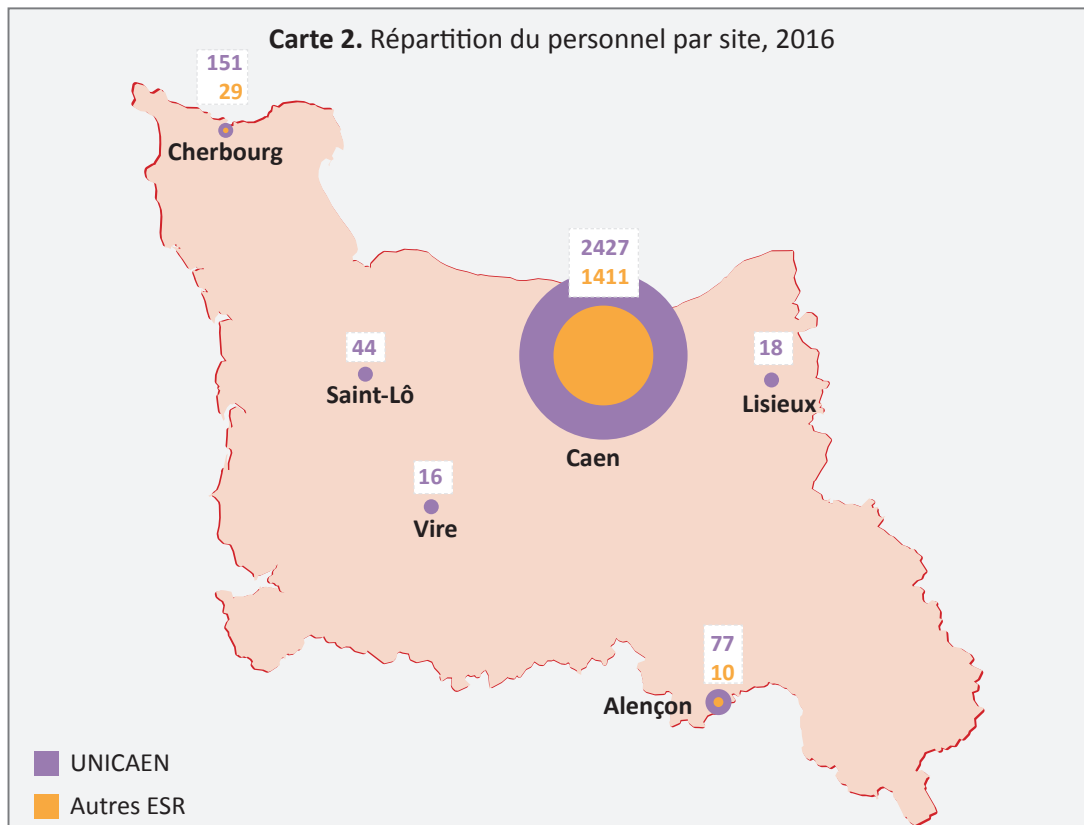 Carte 2. Répartition du personnel par site, 2016
151
29
Cherbourg
2427
1411
Caen
44
Saint-Lô
18
Lisieux
16
Vire
77
10
Alençon
UNICAEN
Autres ESR